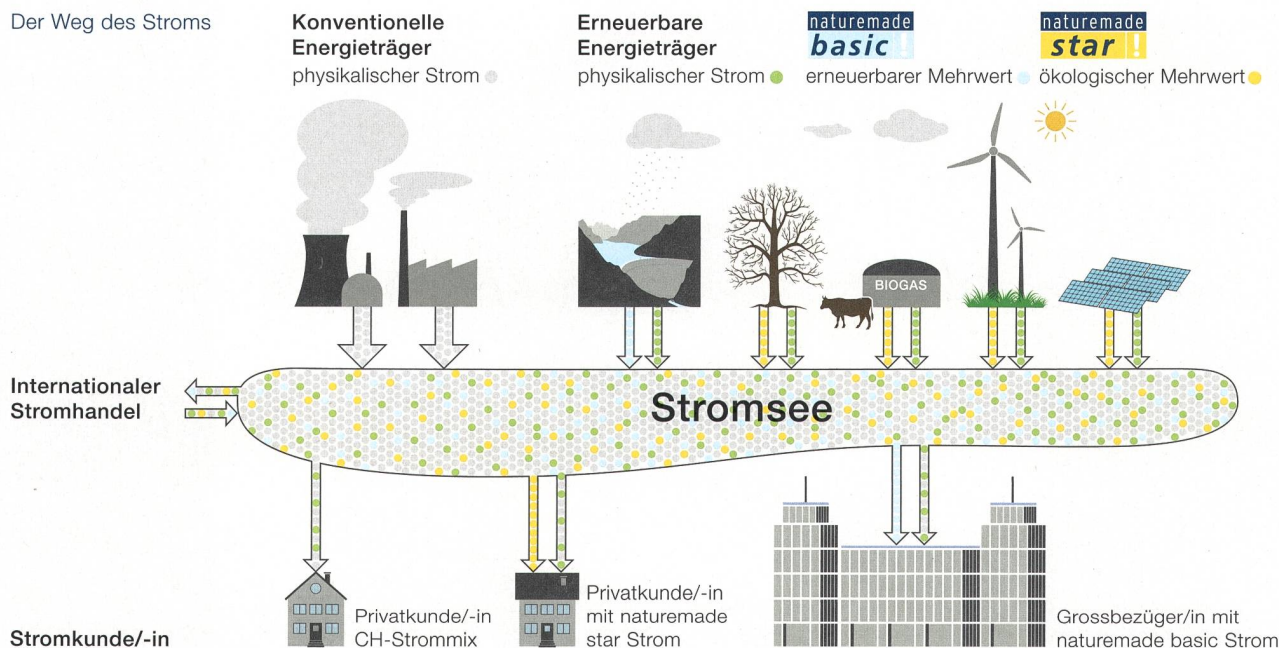 Der Weg des Stroms
Konventionelle
Energieträger
physikalischer Strom
Erneuerbare
Energieträger
physikalischer Strom
naturemade
basic!
erneuerbarer Mehrwert
naturemade
star!
ökologischer Mehrwert
BIOGAS
Internationaler
Stromhandel
Stromsee
Stromkunde/-in
Privatkunde/-in
CH-Strommix
Privatkunde/-in
mit naturemade
star Strom
Grossbezüger/in mit
naturemade basic Strom